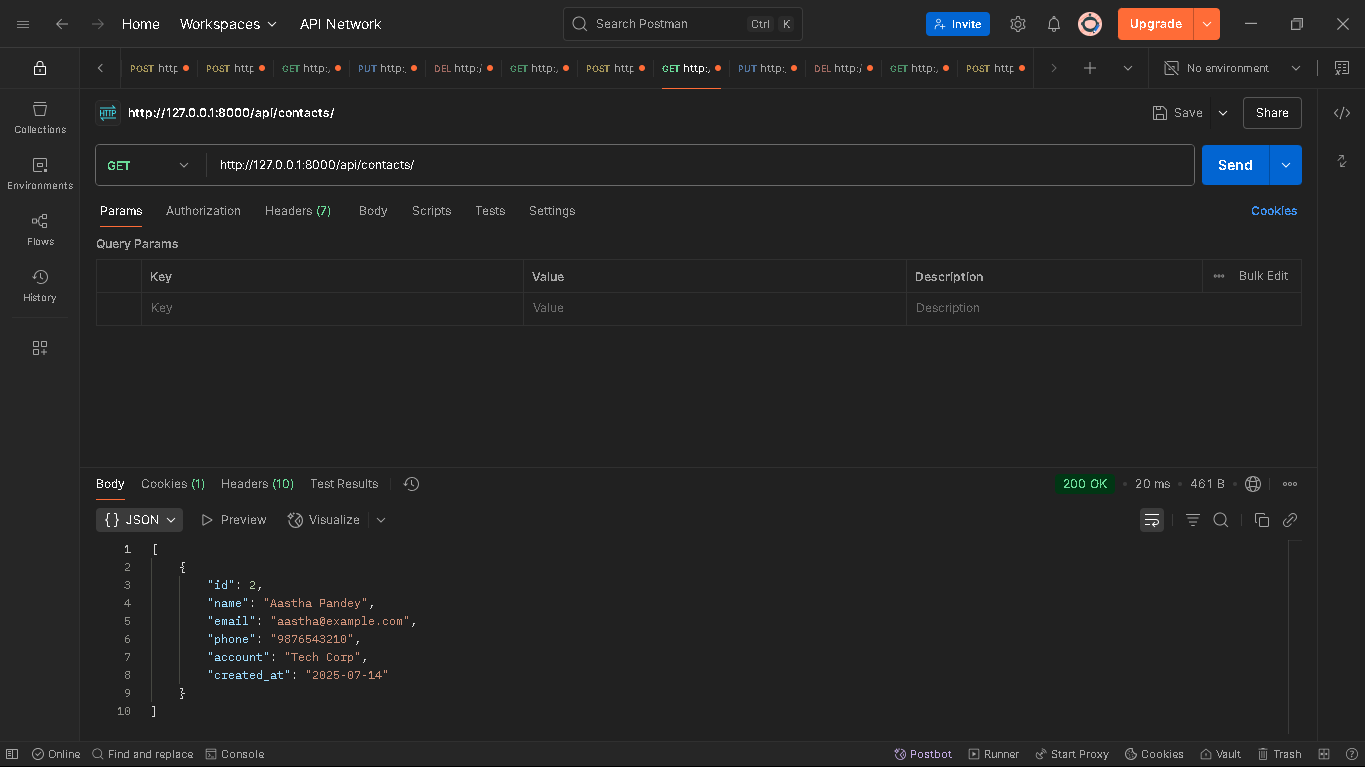 Home Workspaces API Network Search Postman Ctrl K Invite Upgrade
POST http POST http GET http:, PUT http: DEL http:/ GET http:, POST http GET http:, PUT http: DEL http:/ GET http:, POST http No environment
HTTP http://127.0.0.1:8000/api/contacts/ Save Share
Collections
GET http://127.0.0.1:8000/api/contacts/ Send
Environments
Params Authorization Headers (7) Body Scripts Tests Settings Cookies
Flows
Query Params
Key Value Description Bulk Edit
History
Key Value Description
Body Cookies (1) Headers (10) Test Results 200 OK • 20 ms • 461 B •
{} JSON Preview Visualize
1 [
2 {
3 "id": 2,
4 "name": "Aastha Pandey",
5 "email": "aastha@example.com",
6 "phone": "9876543210",
7 "account": "Tech Corp",
8 "created_at": "2025-07-14"
9 }
10 ]
Online Find and replace Console Postbot Runner Start Proxy Cookies Vault Trash